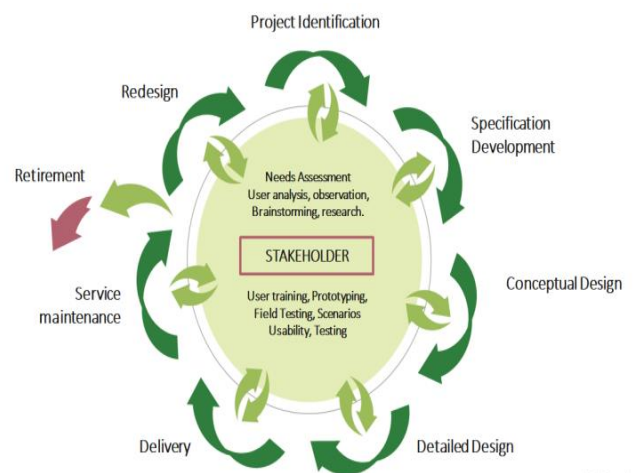 Project Identification
Redesign
Specification
Development
Retirement
Needs Assessment
User analysis, observation,
Brainstorming, research.
STAKEHOLDER
Conceptual Design
Service
maintenance
User training, Prototyping,
Field Testing, Scenarios
Usability, Testing
Delivery
Detailed Design